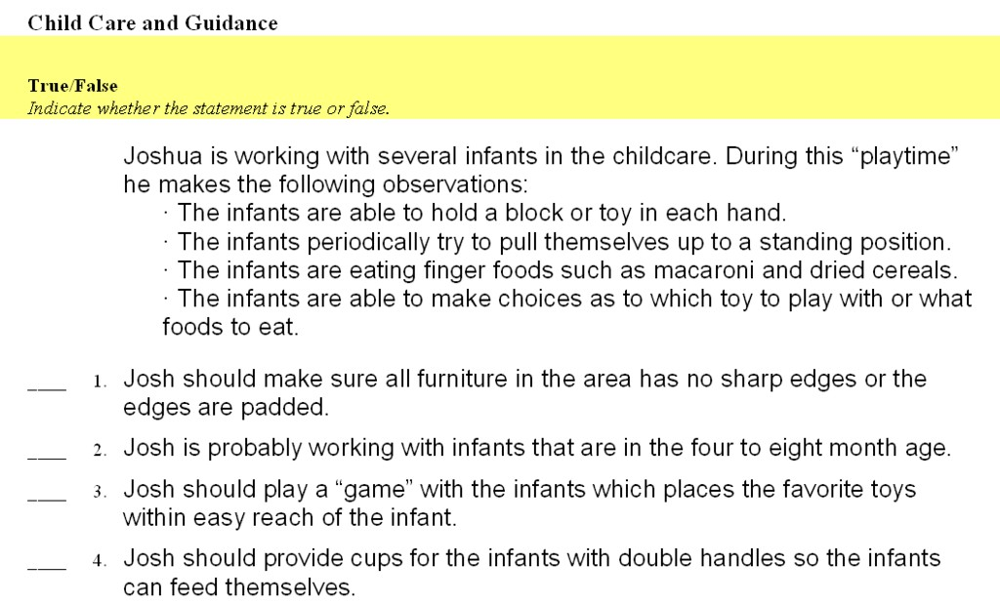 Child Care and Guidance
True/False
Indicate whether the statement is true or false.
Joshua is working with several infants in the childcare. During this “playtime”
he makes the following observations:
· The infants are able to hold a block or toy in each hand.
· The infants periodically try to pull themselves up to a standing position.
· The infants are eating finger foods such as macaroni and dried cereals.
· The infants are able to make choices as to which toy to play with or what
foods to eat.
____ 1. Josh should make sure all furniture in the area has no sharp edges or the
edges are padded.
____ 2. Josh is probably working with infants that are in the four to eight month age.
____ 3. Josh should play a “game” with the infants which places the favorite toys
within easy reach of the infant.
____ 4. Josh should provide cups for the infants with double handles so the infants
can feed themselves.